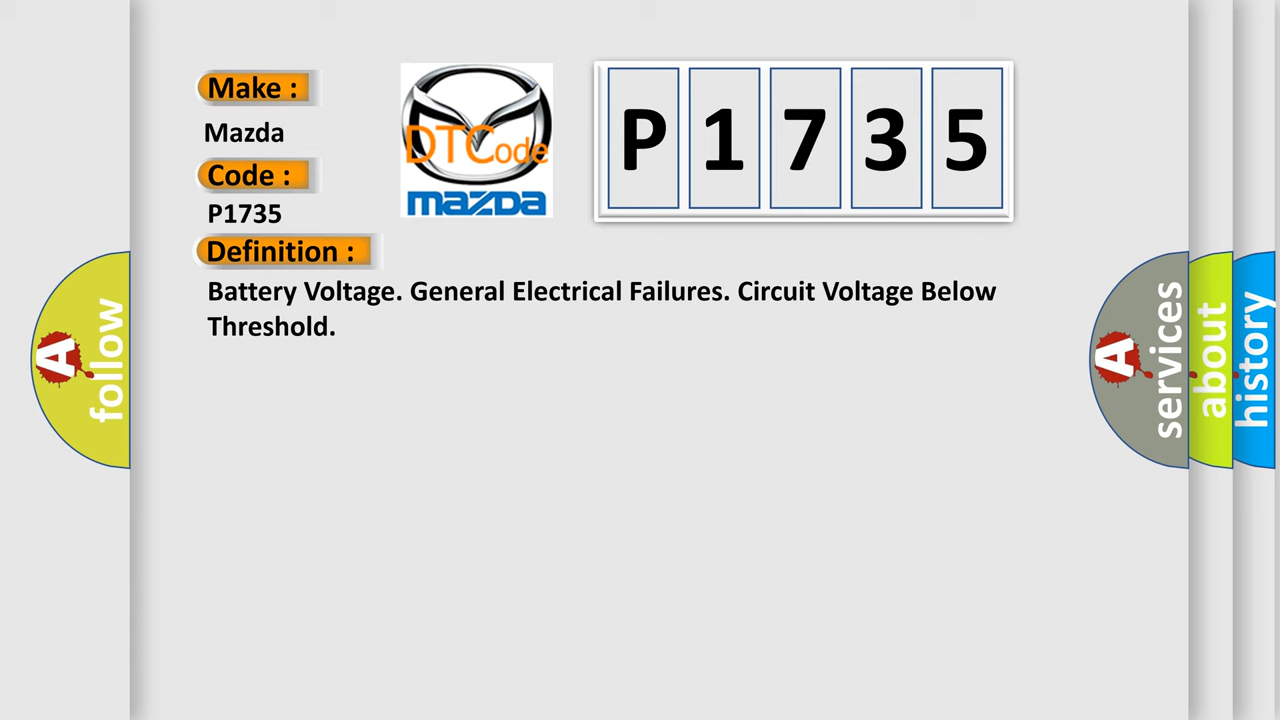 Make :
Mazda
Code :
P1735
Definition :
Battery Voltage. General Electrical Failures. Circuit Voltage Below
Threshold.
DTCode
mazda
P 1 7 3 5
A
follow
A
services
about
history